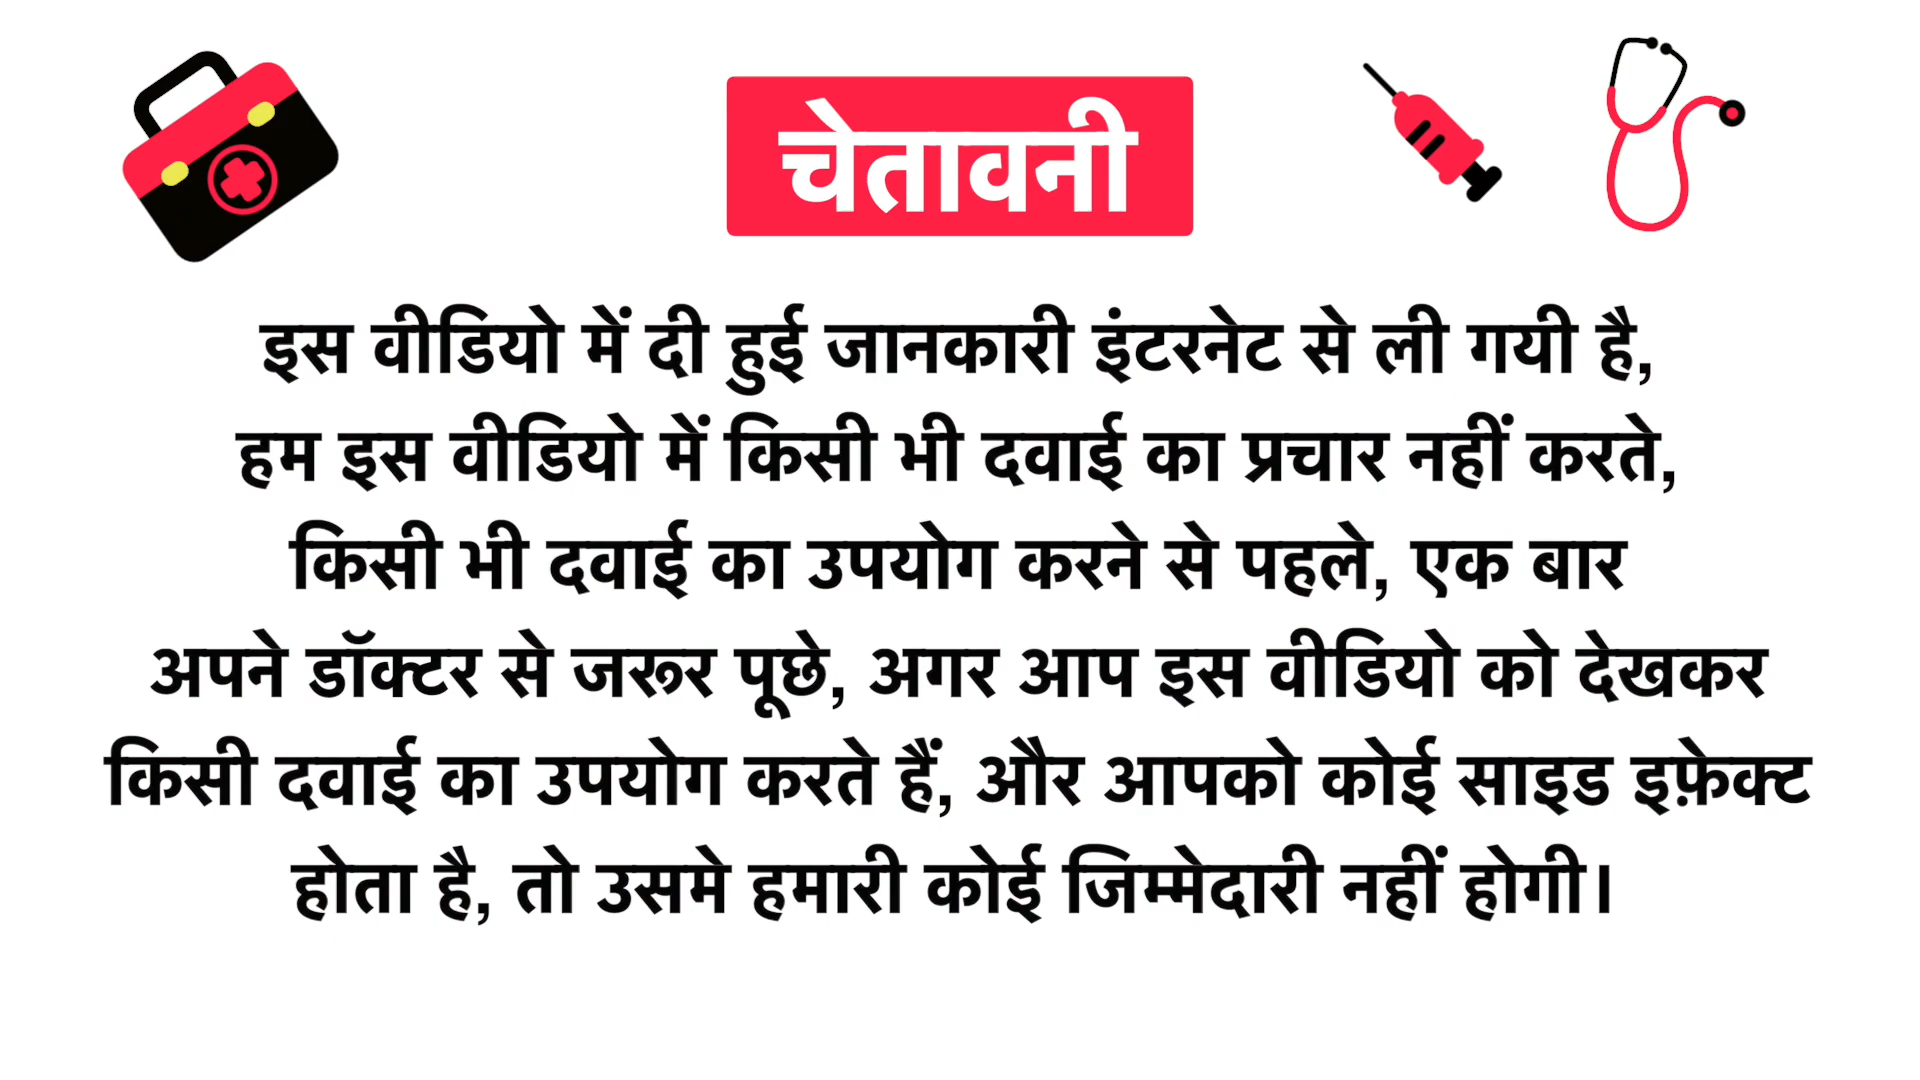 चेतावनी
इस वीडियो में दी हुई जानकारी इंटरनेट से ली गयी है,
हम इस वीडियो में किसी भी दवाई का प्रचार नहीं करते,
किसी भी दवाई का उपयोग करने से पहले, एक बार
अपने डॉक्टर से जरूर पूछे, अगर आप इस वीडियो को देखकर
किसी दवाई का उपयोग करते हैं, और आपको कोई साइड इफ़ेक्ट
होता है, तो उसमे हमारी कोई जिम्मेदारी नहीं होगी।